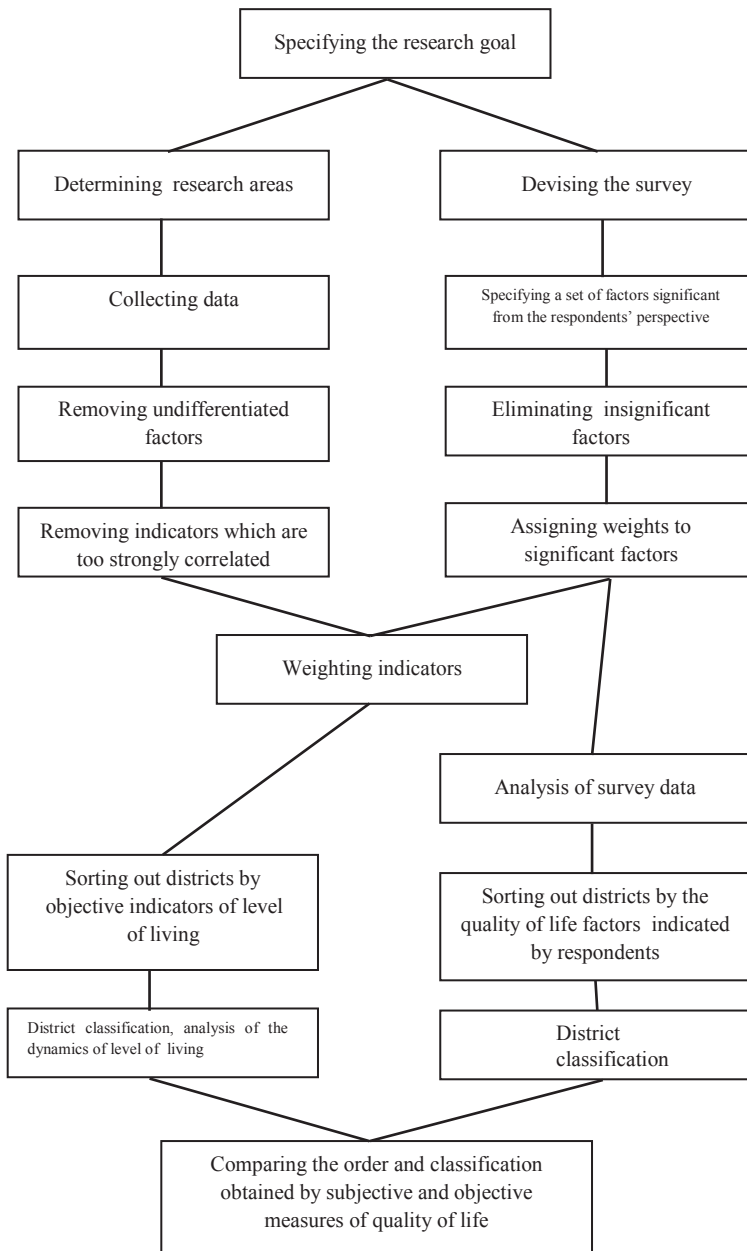 Specifying the research goal
Determining research areas
Devising the survey
Collecting data
Specifying a set of factors significant
from the respondents' perspective
Removing undifferentiated
factors
Eliminating insignificant
factors
Removing indicators which are
too strongly correlated
Assigning weights to
significant factors
Weighting indicators
Analysis of survey data
Sorting out districts by
objective indicators of level
of living
Sorting out districts by the
quality of life factors indicated
by respondents
District classification, analysis of the
dynamics of level of living
District
classification
Comparing the order and classification
obtained by subjective and objective
measures of quality of life